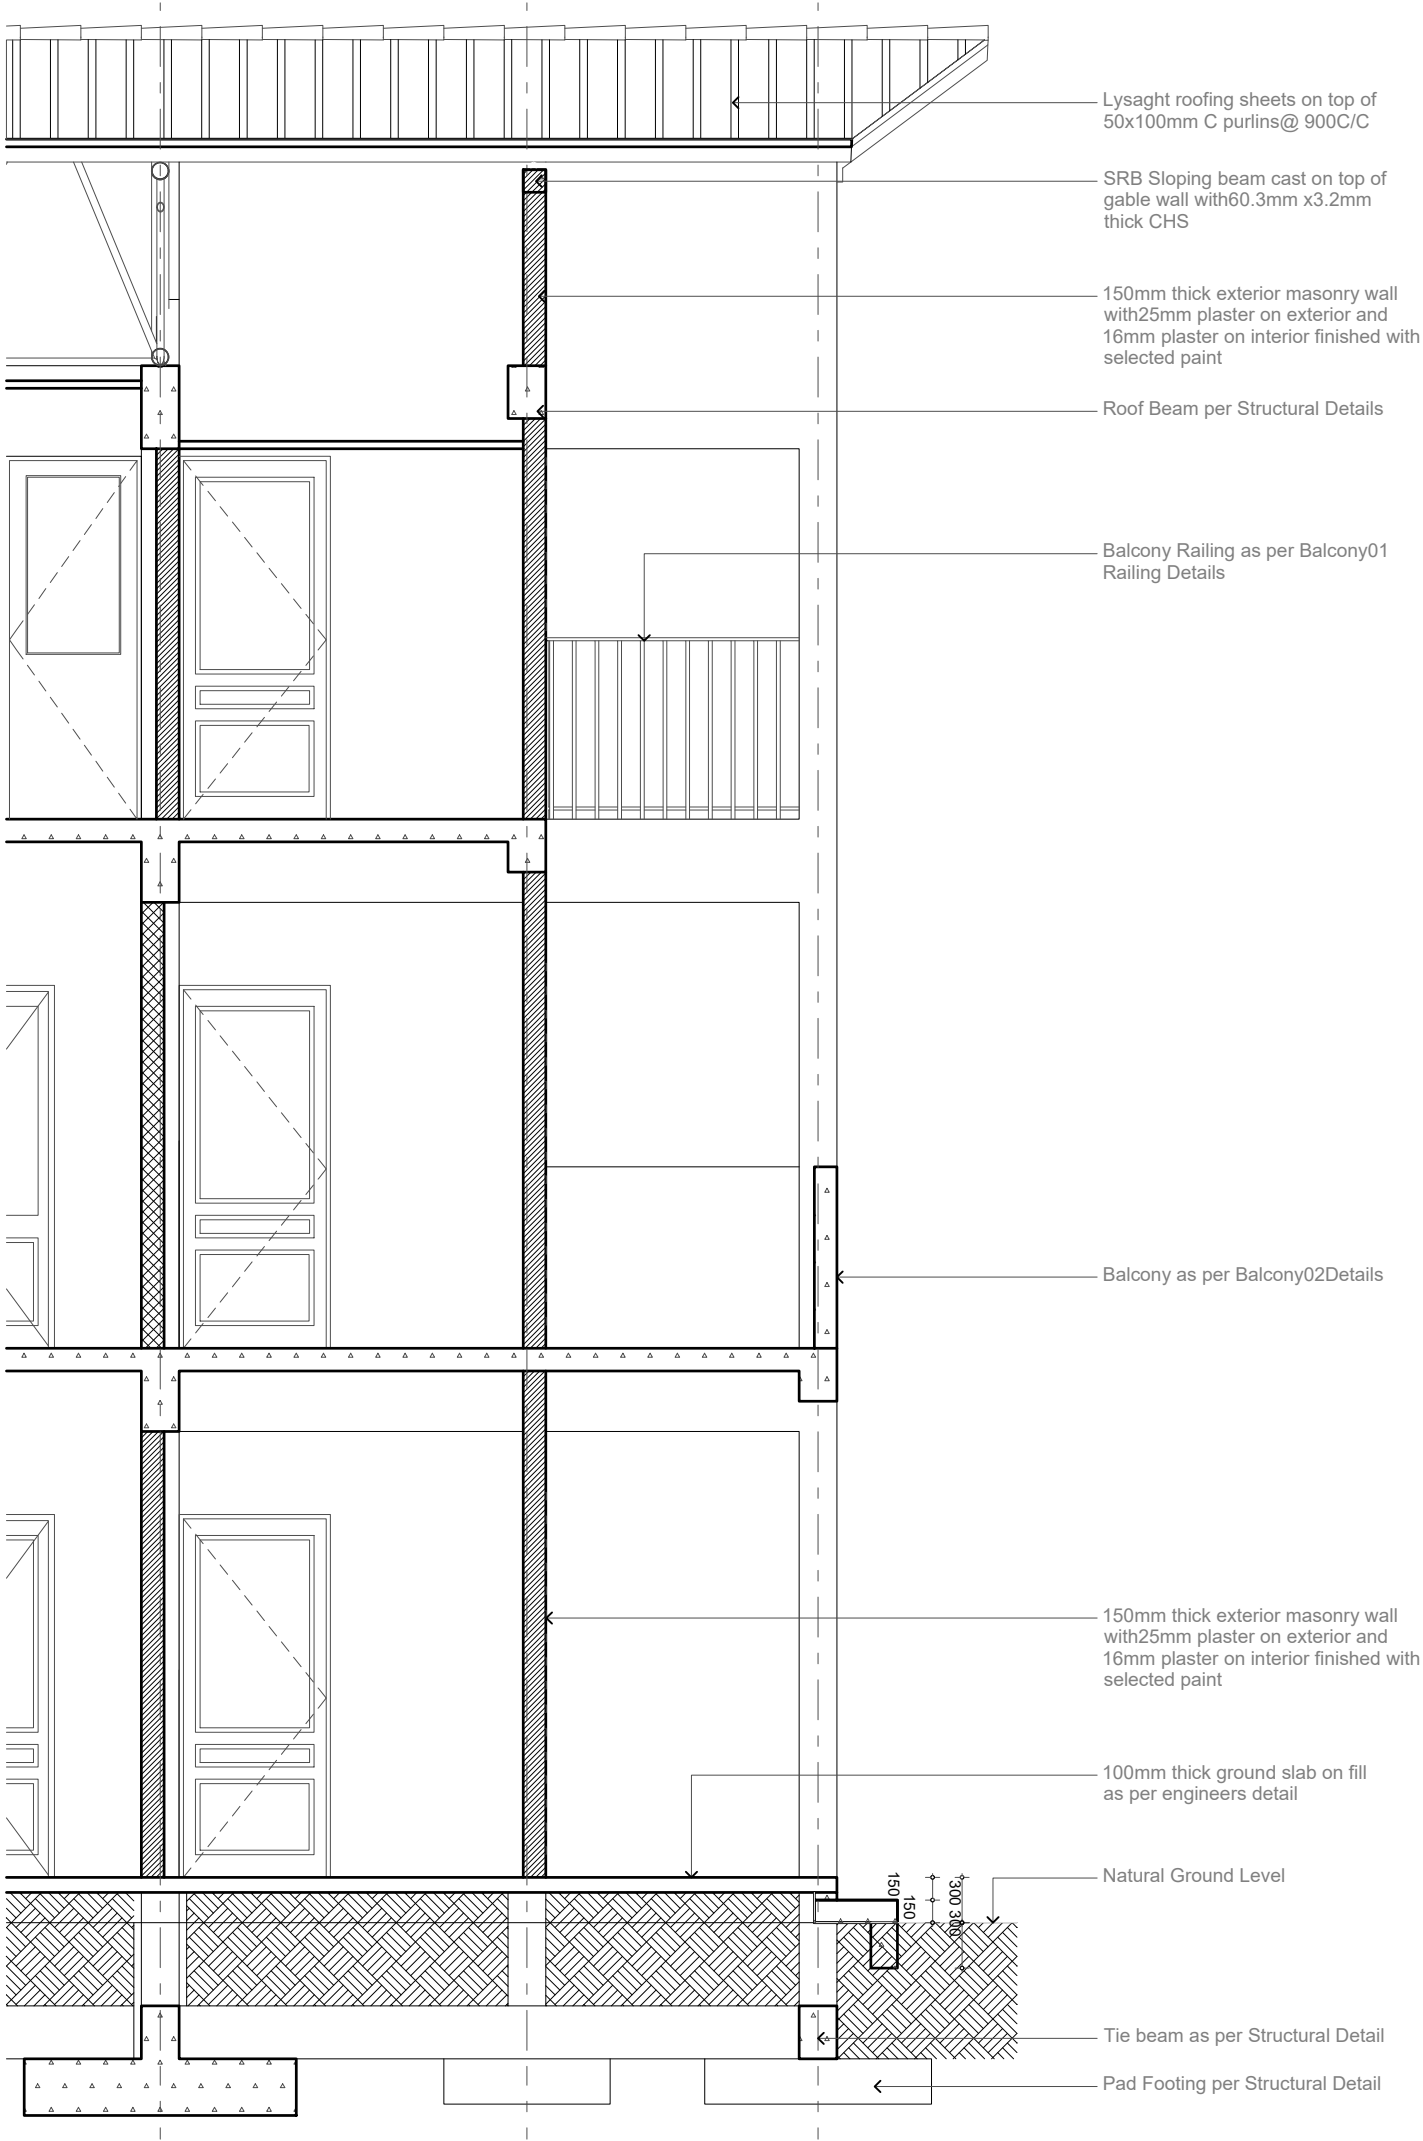 Lysaght roofing sheets on top of
50x100mm C purlins@ 900C/C
SRB Sloping beam cast on top of
gable wall with60.3mm x3.2mm
thick CHS
150mm thick exterior masonry wall
with25mm plaster on exterior and
16mm plaster on interior finished with
selected paint
Roof Beam per Structural Details
Balcony Railing as per Balcony01
Railing Details
Balcony as per Balcony02Details
150mm thick exterior masonry wall
with25mm plaster on exterior and
16mm plaster on interior finished with
selected paint
100mm thick ground slab on fill
as per engineers detail
Natural Ground Level
150
150
300
300
Tie beam as per Structural Detail
Pad Footing per Structural Detail